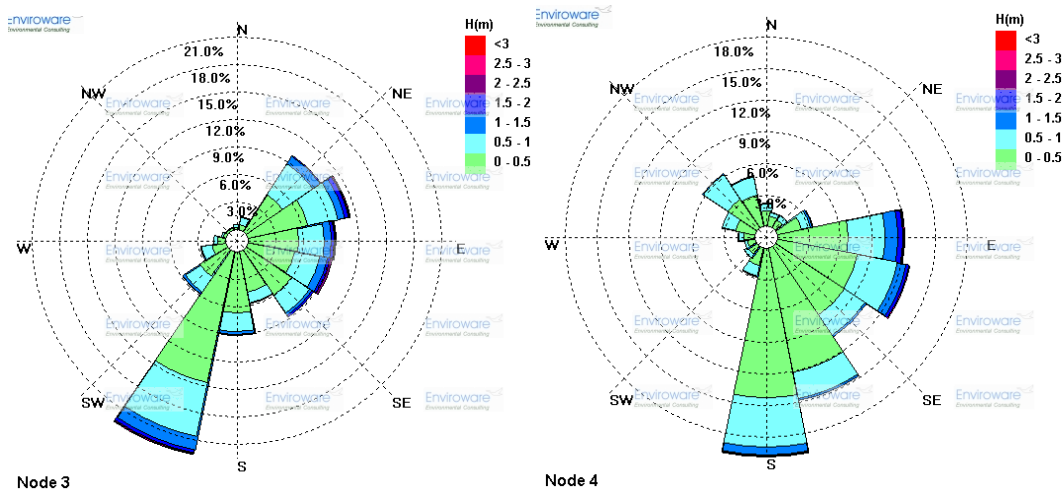 Enviroware
Environmental Consulting
N
NE
E
SE
S
SW
W
NW
21.0%
18.0%
15.0%
12.0%
9.0%
6.0%
3.0%
H(m)
<3
2.5 - 3
2 - 2.5
1.5 - 2
1 - 1.5
0.5 - 1
0 - 0.5
Node 3
Enviroware
Environmental Consulting
N
NE
E
SE
S
SW
W
NW
18.0%
15.0%
12.0%
9.0%
6.0%
3.0%
H(m)
<3
2.5 - 3
2 - 2.5
1.5 - 2
1 - 1.5
0.5 - 1
0 - 0.5
Node 4